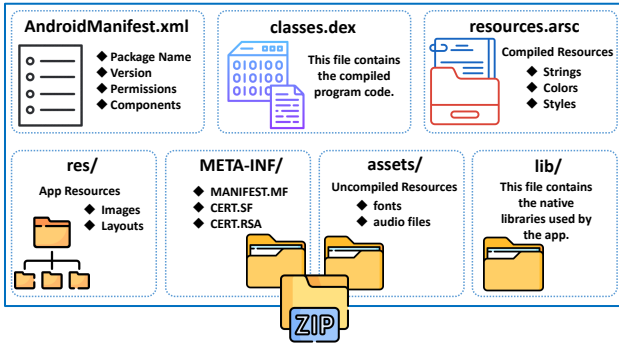 AndroidManifest.xml
◆ Package Name
◆ Version
◆ Permissions
◆ Components
classes.dex
This file contains
the compiled
program code.
resources.arsc
Compiled Resources
◆ Strings
◆ Colors
◆ Styles
res/
App Resources
◆ Images
◆ Layouts
META-INF/
◆ MANIFEST.MF
◆ CERT.SF
◆ CERT.RSA
assets/
Uncompiled Resources
◆ fonts
◆ audio files
lib/
This file contains
the native
libraries used by
the app.
ZIP